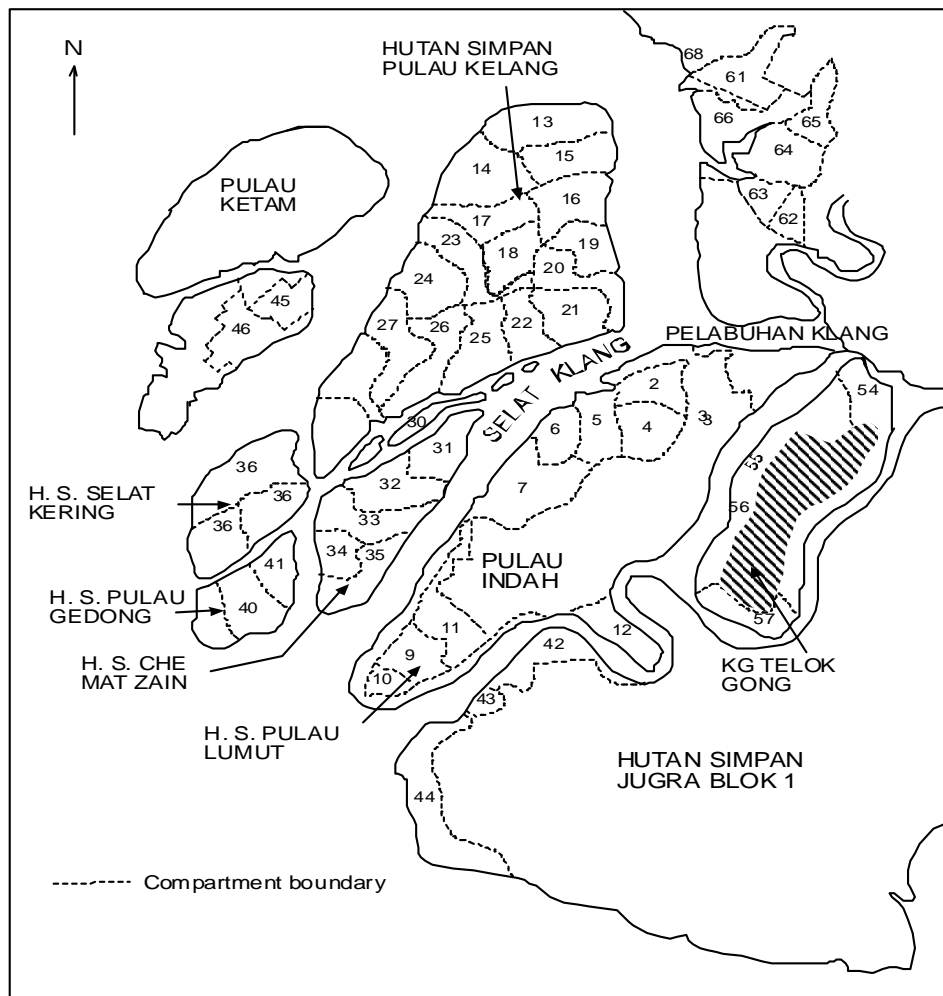 N
HUTAN SIMPAN
PULAU KELANG
68
61
66
65
64
63
62
13
14
15
16
17
23
18
19
20
24
27
26
25
22
21
PULAU
KETAM
45
46
PELABUHAN KLANG
SELAT KLANG
2
3
3
4
5
6
7
54
55
56
57
30
31
32
33
34
35
36
36
36
H. S. SELAT
KERING
41
40
H. S. PULAU
GEDONG
PULAU
INDAH
11
9
10
12
42
43
44
H. S. CHE
MAT ZAIN
H. S. PULAU
LUMUT
KG TELOK
GONG
HUTAN SIMPAN
JUGRA BLOK 1
Compartment boundary